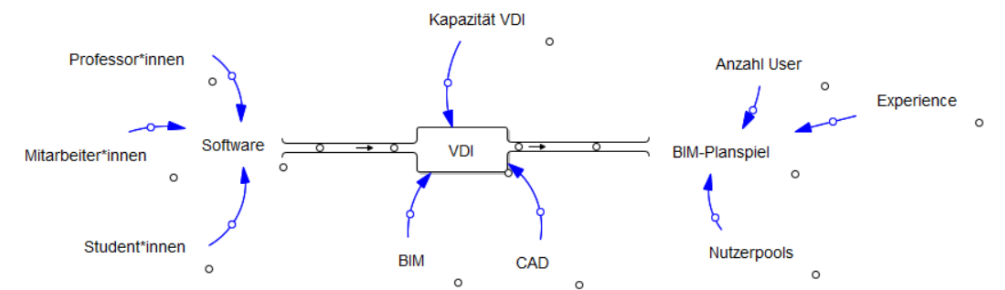 Kapazität VDI
Professor*innen
Anzahl User
Experience
Mitarbeiter*innen
Software
VDI
BIM-Planspiel
Student*innen
BIM
CAD
Nutzerpools